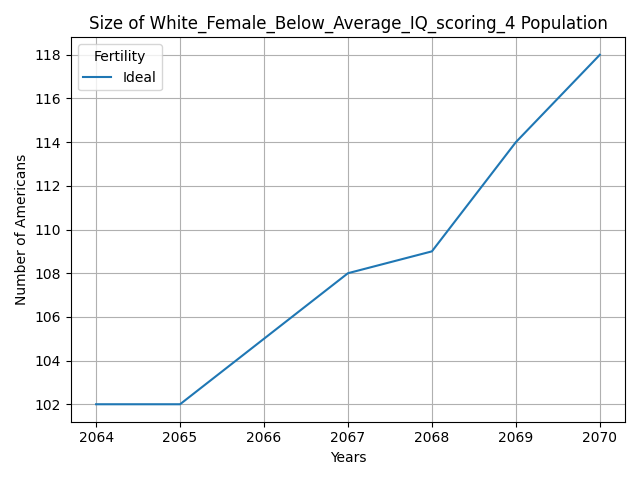 Size of White_Female_Below_Average_IQ_scoring_4 Population
Fertility
Ideal
Number of Americans
118
116
114
112
110
108
106
104
102
2064 2065 2066 2067 2068 2069 2070
Years